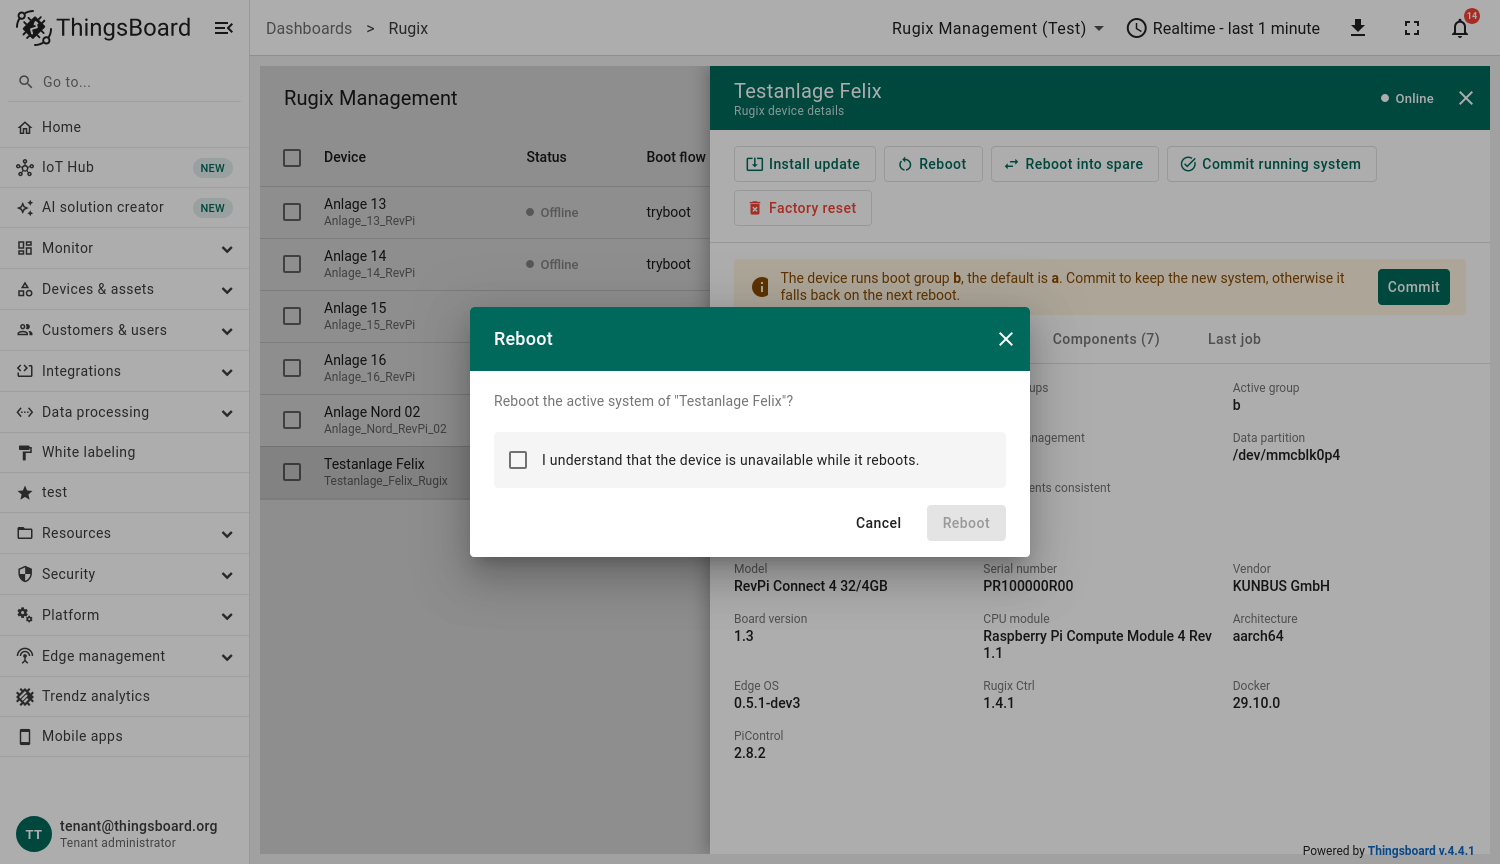 ThingsBoard
Dashboards > Rugix
Rugix Management (Test)
Realtime - last 1 minute
14
Go to...
Home
IoT Hub NEW
AI solution creator NEW
Monitor
Devices & assets
Customers & users
Integrations
Data processing
White labeling
test
Resources
Security
Platform
Edge management
Trendz analytics
Mobile apps
TT
tenant@thingsboard.org
Tenant administrator
Rugix Management
Device Status Boot flow
Anlage 13
Anlage_13_RevPi
Offline tryboot
Anlage 14
Anlage_14_RevPi
Offline tryboot
Anlage 15
Anlage_15_RevPi
Anlage 16
Anlage_16_RevPi
Anlage Nord 02
Anlage_Nord_RevPi_02
Testanlage Felix
Testanlage_Felix_Rugix
Testanlage Felix
Rugix device details
Online
Install update
Reboot
Reboot into spare
Commit running system
Factory reset
The device runs boot group b, the default is a. Commit to keep the new system, otherwise it
falls back on the next reboot.
Commit
Components (7)
Last job
Reboot
Reboot the active system of "Testanlage Felix"?
I understand that the device is unavailable while it reboots.
Cancel
Reboot
Active group
b
Data partition
/dev/mmcblk0p4
consistent
Model
RevPi Connect 4 32/4GB
Serial number
PR100000R00
Vendor
KUNBUS GmbH
Board version
1.3
CPU module
Raspberry Pi Compute Module 4 Rev
1.1
Architecture
aarch64
Edge OS
0.5.1-dev3
Rugix Ctrl
1.4.1
Docker
29.10.0
PiControl
2.8.2
Powered by Thingsboard v.4.4.1